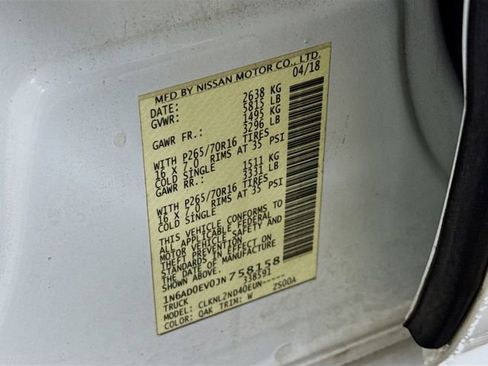 MFD BY NISSAN MOTOR CO., LTD.
DATE: 04/18
GVWR: 2638 KG
5815 LB
GAWR FR: 1495 KG
3296 LB
WITH P265/70R16 TIRES
16 X 7.0 RIMS AT 35 PSI
COLD SINGLE
GAWR RR: 1511 KG
3331 LB
WITH P265/70R16 TIRES
16 X 7.0 RIMS AT 35 PSI
COLD SINGLE
THIS VEHICLE CONFORMS TO
ALL APPLICABLE FEDERAL
MOTOR VEHICLE SAFETY
STANDARDS IN EFFECT ON
THE DATE OF MANUFACTURE
SHOWN ABOVE.
1N6AD0EV0JN758158
TRUCK 338591
MODEL: CLKNL2ND40EUN-----
COLOR: QAK TRIM: W ZS00A